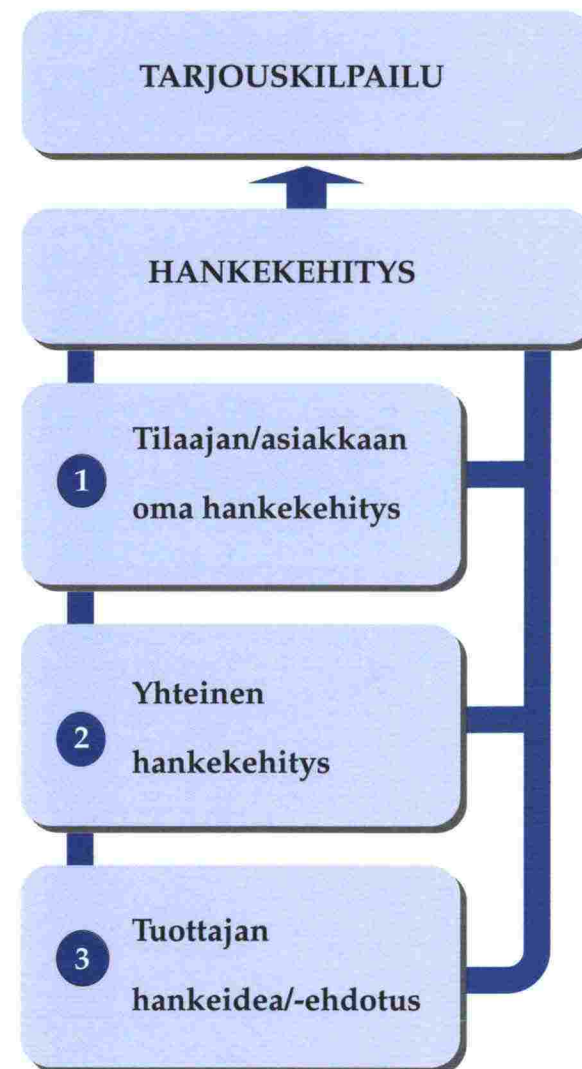 TARJOUSKILPAILU
HANKEKEHITYS
1
Tilaajan/asiakkaan
oma hankekehitys
2
Yhteinen
hankekehitys
3
Tuottajan
hankeidea/-ehdotus